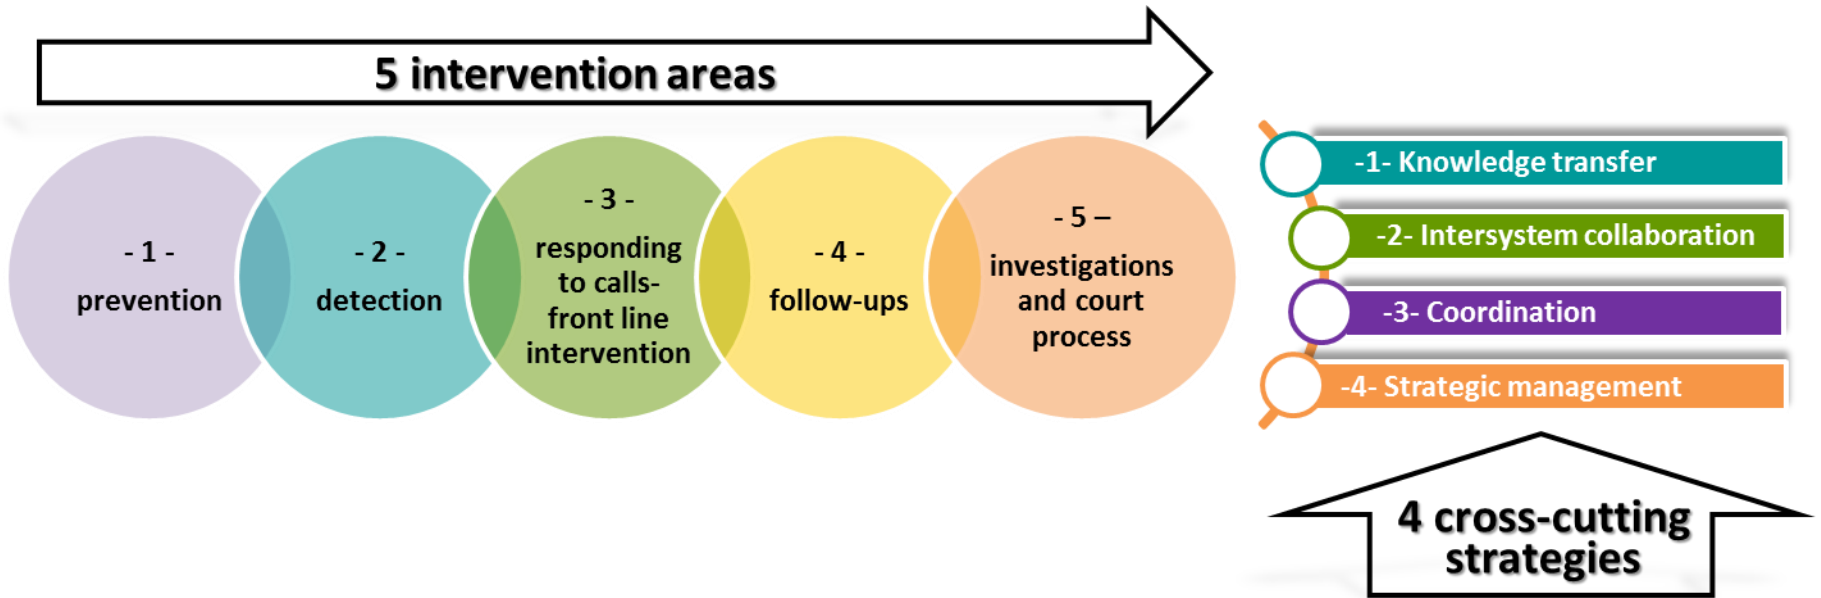 5 intervention areas
- 1 -
prevention
- 2 -
detection
- 3 -
responding
to calls-
front line
intervention
- 4 -
follow-ups
- 5 –
investigations
and court
process
-1- Knowledge transfer
-2- Intersystem collaboration
-3- Coordination
-4- Strategic management
4 cross-cutting
strategies